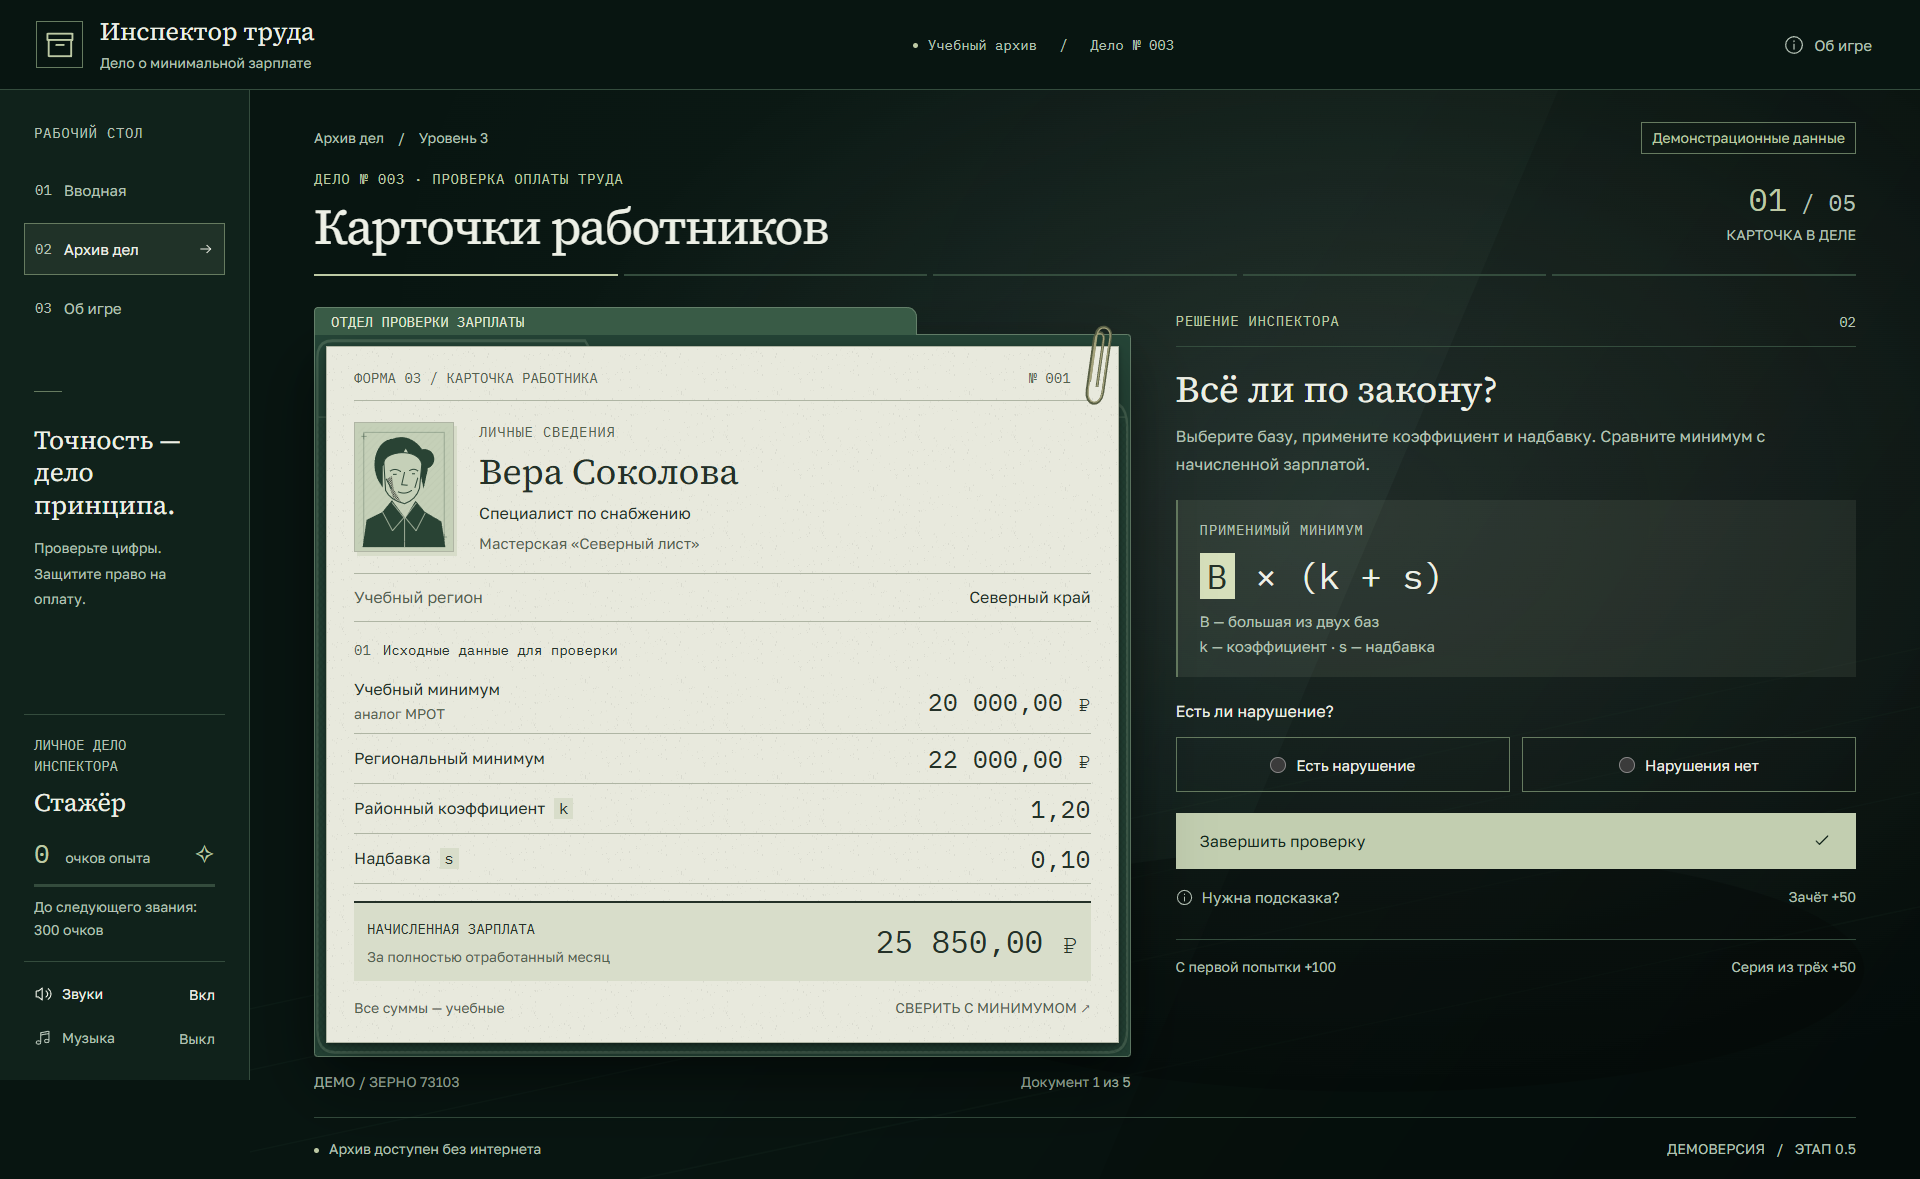 Инспектор труда
Дело о минимальной зарплате
Учебный архив / Дело № 003
Об игре
РАБОЧИЙ СТОЛ
01 Вводная
02 Архив дел →
03 Об игре
Точность —
дело
принципа.
Проверьте цифры.
Защитите право на
оплату.
ЛИЧНОЕ ДЕЛО
ИНСПЕКТОРА
Стажёр
0 очков опыта
До следующего звания:
300 очков
Звуки Вкл
Музыка Выкл
Архив дел / Уровень 3
Демонстрационные данные
ДЕЛО № 003 · ПРОВЕРКА ОПЛАТЫ ТРУДА
Карточки работников
01 / 05
КАРТОЧКА В ДЕЛЕ
ОТДЕЛ ПРОВЕРКИ ЗАРПЛАТЫ
ФОРМА 03 / КАРТОЧКА РАБОТНИКА № 001
ЛИЧНЫЕ СВЕДЕНИЯ
Вера Соколова
Специалист по снабжению
Мастерская «Северный лист»
Учебный регион Северный край
01 Исходные данные для проверки
Учебный минимум
аналог МРОТ
20 000,00 ₽
Региональный минимум 22 000,00 ₽
Районный коэффициент k 1,20
Надбавка s 0,10
НАЧИСЛЕННАЯ ЗАРПЛАТА
За полностью отработанный месяц
25 850,00 ₽
Все суммы — учебные СВЕРИТЬ С МИНИМУМОМ ↗
ДЕМО / ЗЕРНО 73103 Документ 1 из 5
РЕШЕНИЕ ИНСПЕКТОРА 02
Всё ли по закону?
Выберите базу, примените коэффициент и надбавку. Сравните минимум с
начисленной зарплатой.
ПРИМЕНИМЫЙ МИНИМУМ
B × (k + s)
B — большая из двух баз
k — коэффициент · s — надбавка
Есть ли нарушение?
Есть нарушение
Нарушения нет
Завершить проверку
Нужна подсказка? Зачёт +50
С первой попытки +100 Серия из трёх +50
Архив доступен без интернета
ДЕМОВЕРСИЯ / ЭТАП 0.5